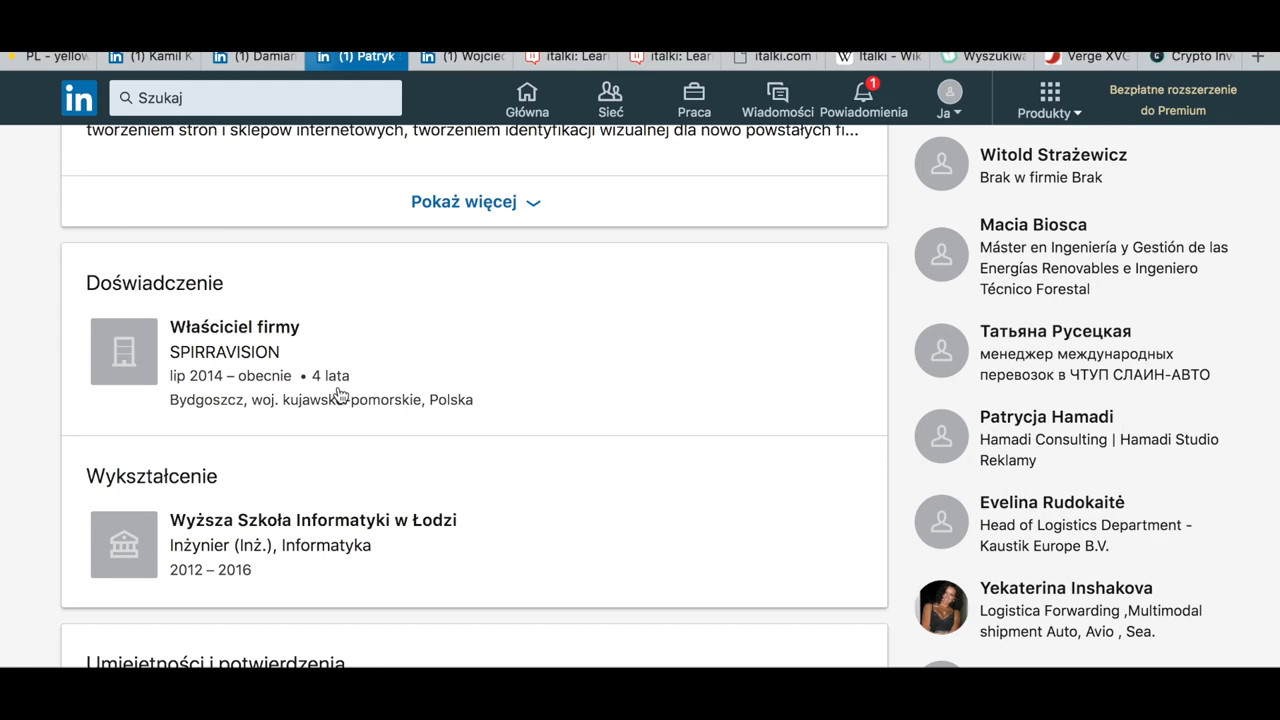 PL - yellow
(1) Kamil K
(1) Damian
(1) Patryk
(1) Wojciec
italki: Lear
italki: Lear
italki.com
Italki - Wik
Wyszukiwa
Verge XVG
Crypto Inv
in
Szukaj
Główna
Sieć
Praca
Wiadomości
1
Powiadomienia
Ja
Produkty
Bezpłatne rozszerzenie
do Premium
tworzeniem stron i sklepów internetowych, tworzeniem identyfikacji wizualnej dla nowo powstałych fi...
Pokaż więcej
Doświadczenie
Właściciel firmy
SPIRRAVISION
lip 2014 – obecnie • 4 lata
Bydgoszcz, woj. kujawsko-pomorskie, Polska
Wykształcenie
Wyższa Szkoła Informatyki w Łodzi
Inżynier (Inż.), Informatyka
2012 – 2016
Umiejętności i potwierdzenia
Witold Strażewicz
Brak w firmie Brak
Macia Biosca
Máster en Ingeniería y Gestión de las
Energías Renovables e Ingeniero
Técnico Forestal
Татьяна Русецкая
менеджер международных
перевозок в ЧТУП СЛАИН-АВТО
Patrycja Hamadi
Hamadi Consulting | Hamadi Studio
Reklamy
Evelina Rudokaitė
Head of Logistics Department -
Kaustik Europe B.V.
Yekaterina Inshakova
Logistica Forwarding ,Multimodal
shipment Auto, Avio , Sea.